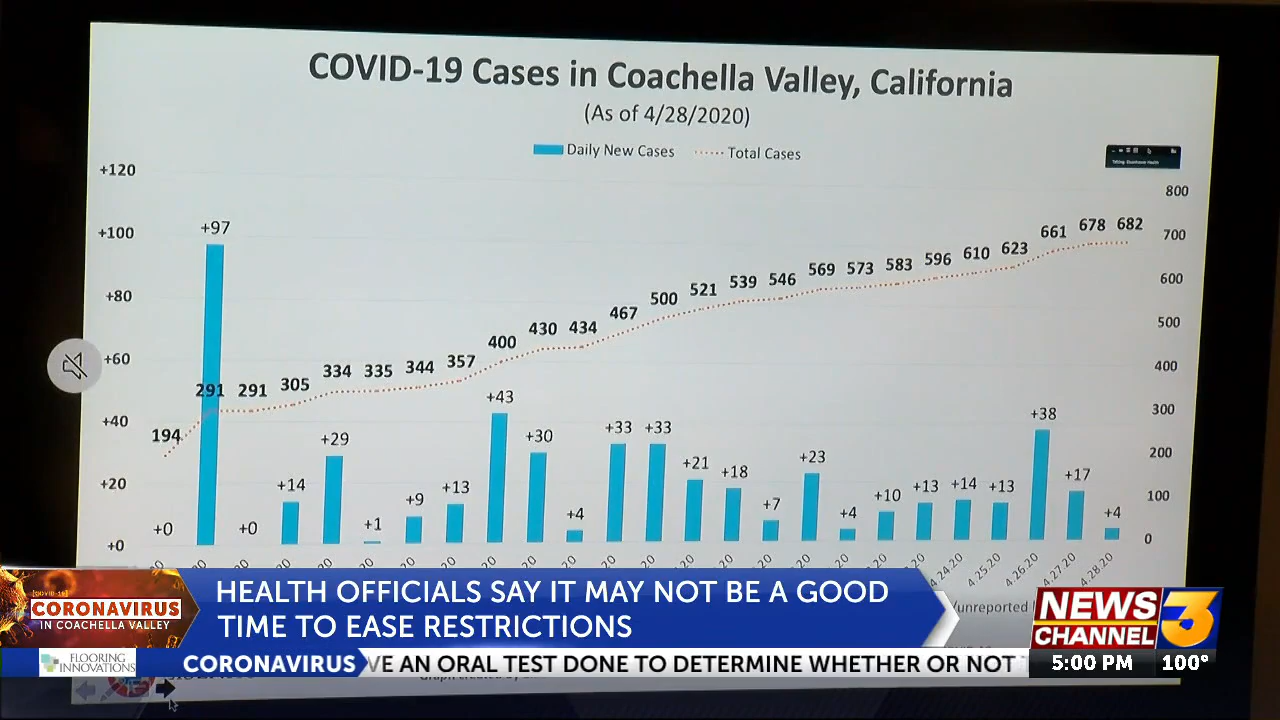 COVID-19 Cases in Coachella Valley, California
(As of 4/28/2020)
Daily New Cases Total Cases
+120
+100
+80
+60
+40
+20
+0
800
700
600
500
400
300
200
100
0
194 291 291 305 334 335 344 357 400 430 434 467 500 521 539 546 569 573 583 596 610 623 661 678 682
+0 +97 +0 +14 +29 +1 +9 +13 +43 +30 +4 +33 +33 +21 +18 +7 +23 +4 +10 +13 +14 +13 +38 +17 +4
4.24.20 4.25.20 4.26.20 4.27.20 4.28.20
/unreported
CORONAVIRUS
IN COACHELLA VALLEY
HEALTH OFFICIALS SAY IT MAY NOT BE A GOOD
TIME TO EASE RESTRICTIONS
NEWS
CHANNEL 3
FLOORING
INNOVATIONS
CORONAVIRUS VE AN ORAL TEST DONE TO DETERMINE WHETHER OR NOT
5:00 PM 100°